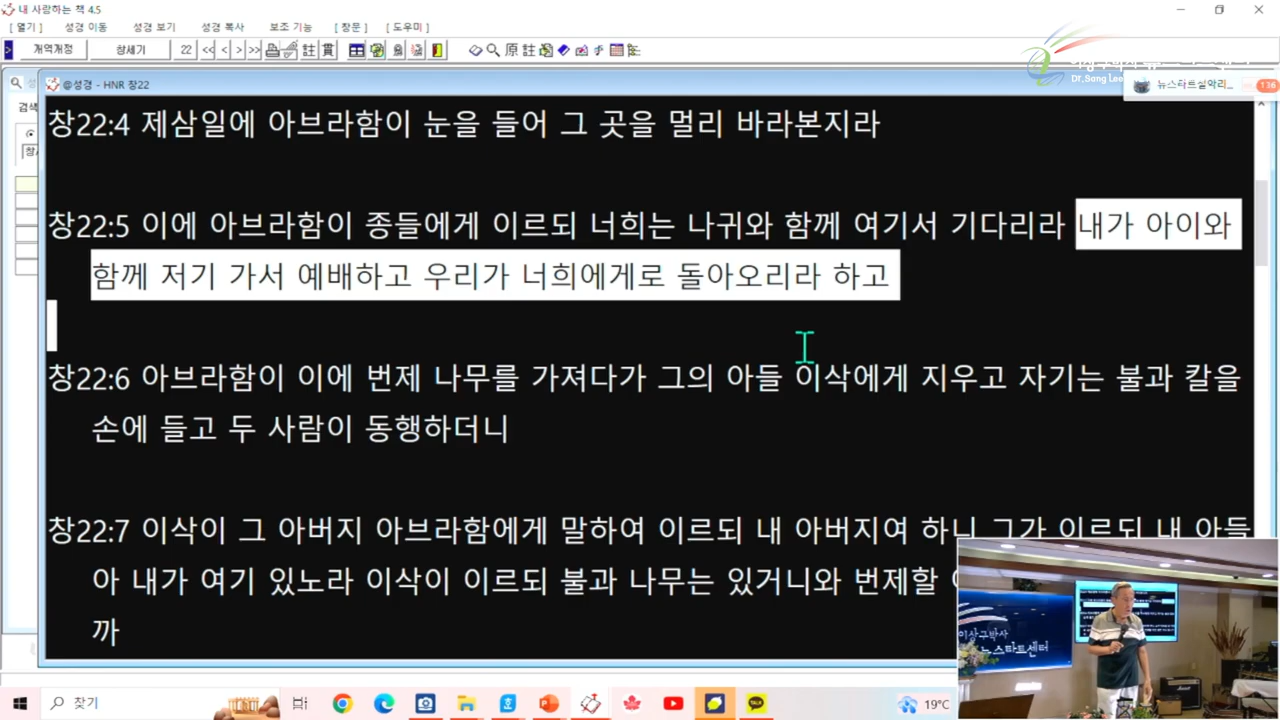 내 사랑하는 책 4.5
[ 열기 ] 성경 이동 성경 보기 성경 복사 보조 기능 [ 창문 ] [ 도우미 ]
개역개정 창세기 22 << < > >> 註 貫 原 註
@성경 - HNR 창22
Dr.Sang Lee
뉴스타트설악리...
136
검색
창22:4 제삼일에 아브라함이 눈을 들어 그 곳을 멀리 바라본지라
창22:5 이에 아브라함이 종들에게 이르되 너희는 나귀와 함께 여기서 기다리라 내가 아이와
함께 저기 가서 예배하고 우리가 너희에게로 돌아오리라 하고
창22:6 아브라함이 이에 번제 나무를 가져다가 그의 아들 이삭에게 지우고 자기는 불과 칼을
손에 들고 두 사람이 동행하더니
창22:7 이삭이 그 아버지 아브라함에게 말하여 이르되 내 아버지여 하니 그가 이르되 내 아들
아 내가 여기 있노라 이삭이 이르되 불과 나무는 있거니와 번제할
까
이상구박사
뉴스타트센터
찾기
TALK
19°C